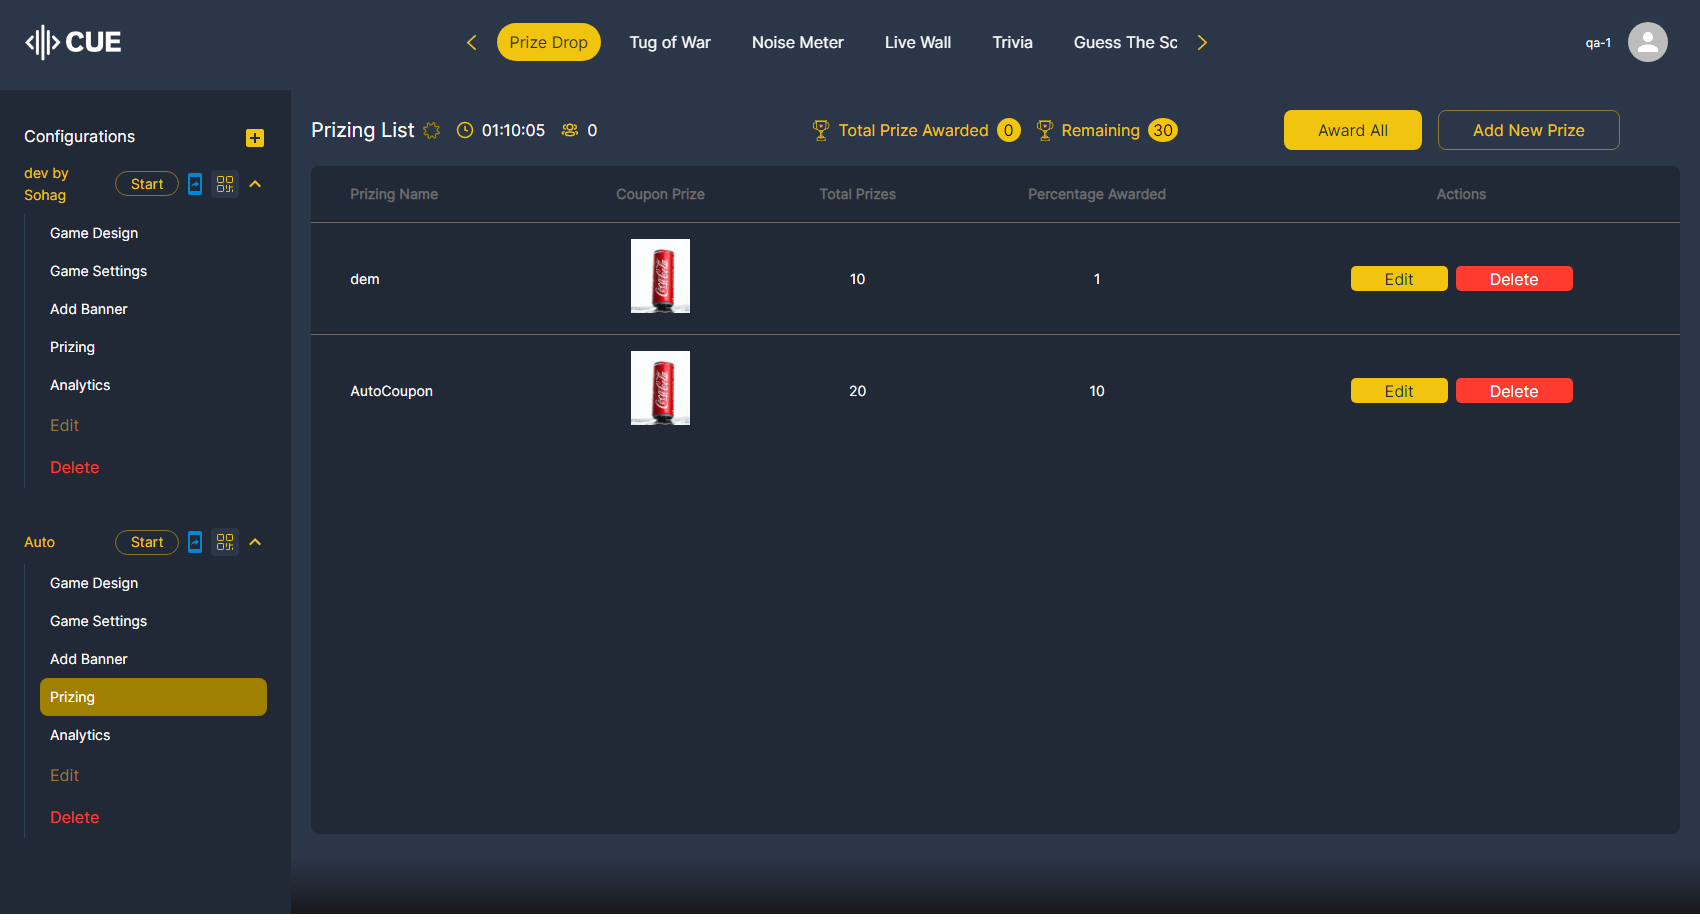 CUE
Prize Drop
Tug of War
Noise Meter
Live Wall
Trivia
Guess The Sc
qa-1
Configurations
dev by
Sohag
Start
Game Design
Game Settings
Add Banner
Prizing
Analytics
Edit
Delete
Auto
Start
Game Design
Game Settings
Add Banner
Prizing
Analytics
Edit
Delete
Prizing List
01:10:05
0
Total Prize Awarded 0
Remaining 30
Award All
Add New Prize
Prizing Name
Coupon Prize
Total Prizes
Percentage Awarded
Actions
dem
Coca-Cola
10
1
Edit
Delete
AutoCoupon
Coca-Cola
20
10
Edit
Delete